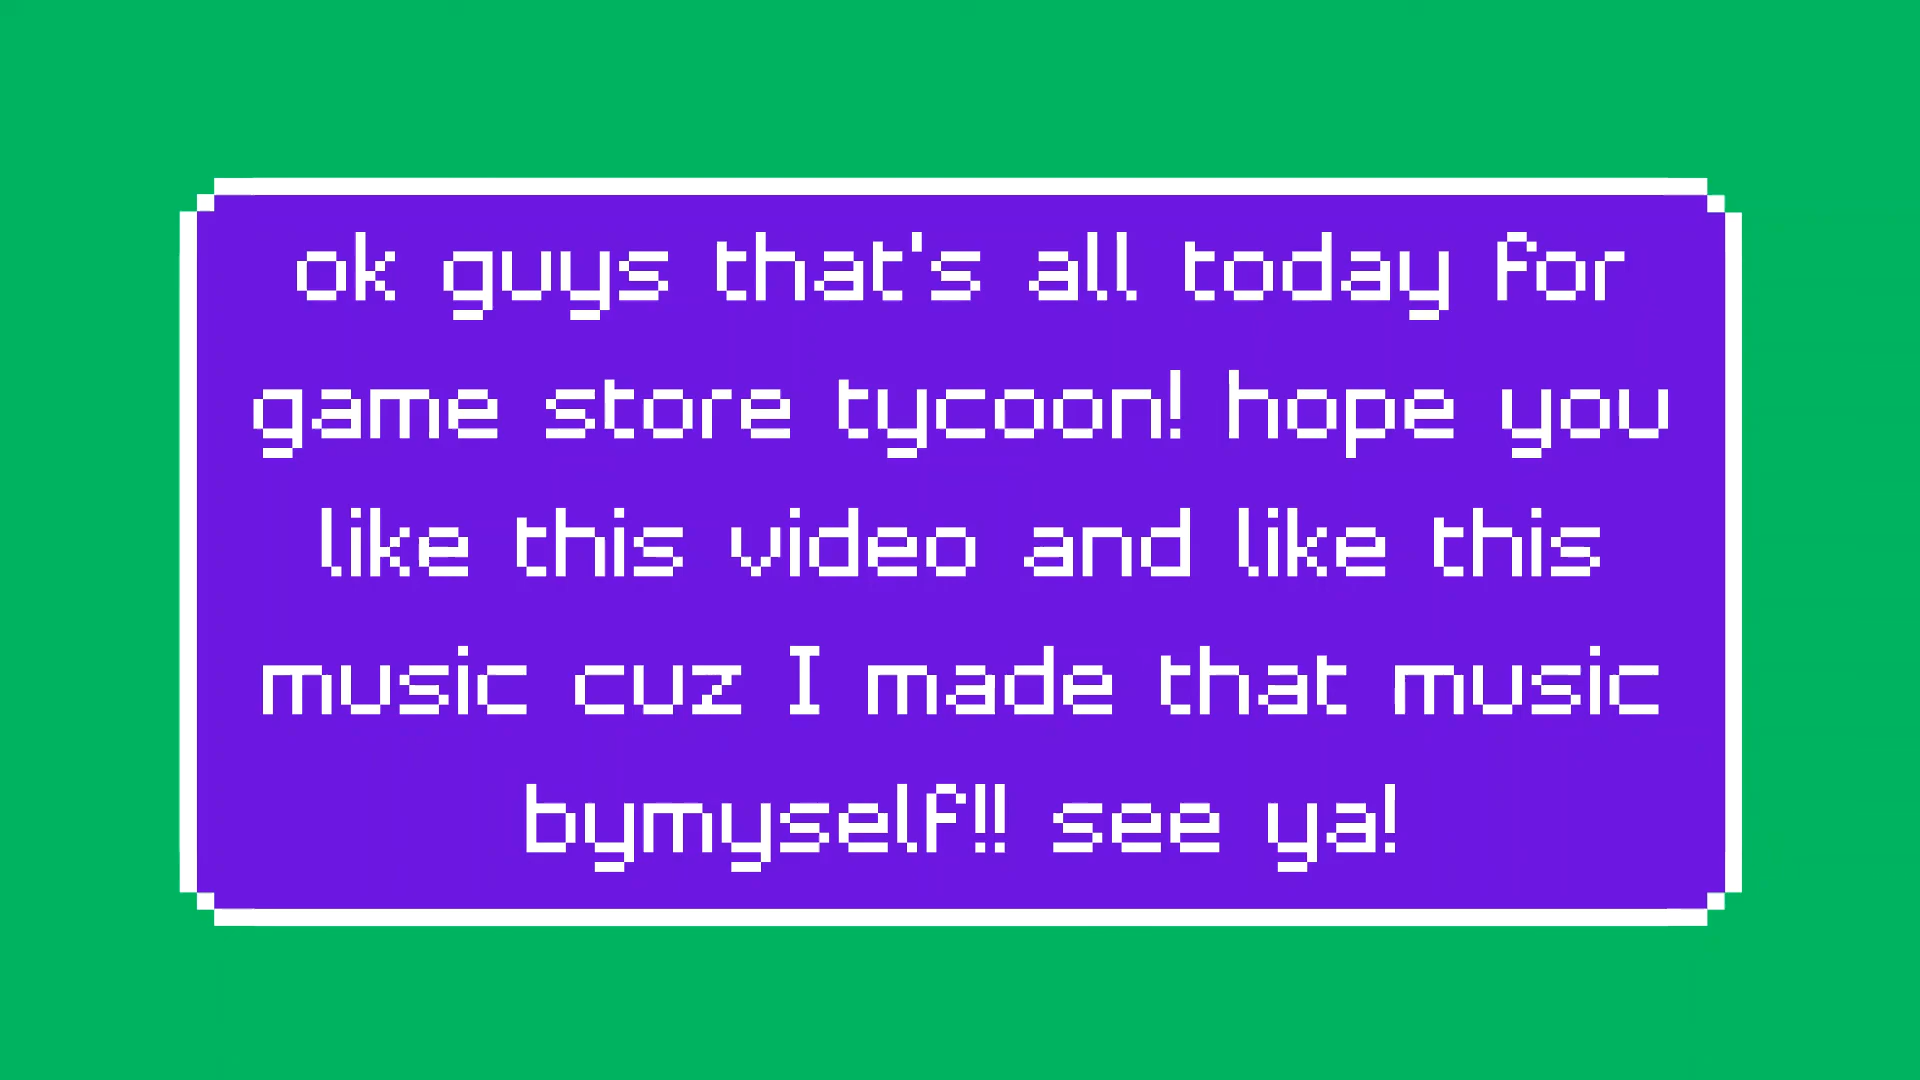 ok guys that's all today for
game store tycoon! hope you
like this video and like this
music cuz I made that music
bymyself!! see ya!